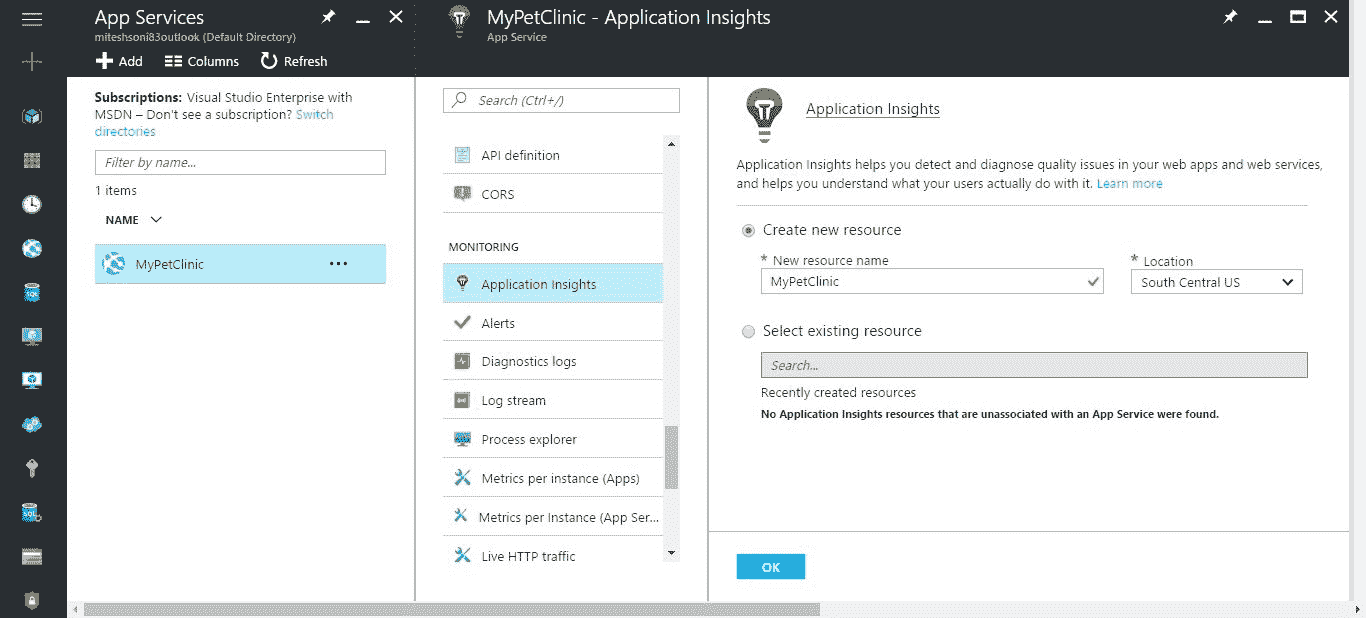 App Services
miteshsoni83outlook (Default Directory)
Add Columns Refresh
Subscriptions: Visual Studio Enterprise with
MSDN – Don't see a subscription? Switch
directories
Filter by name...
1 items
NAME
MyPetClinic
MyPetClinic - Application Insights
App Service
Search (Ctrl+/)
API definition
CORS
MONITORING
Application Insights
Alerts
Diagnostics logs
Log stream
Process explorer
Metrics per instance (Apps)
Metrics per Instance (App Ser...
Live HTTP traffic
Application Insights
Application Insights helps you detect and diagnose quality issues in your web apps and web services,
and helps you understand what your users actually do with it. Learn more
Create new resource
* New resource name
MyPetClinic
* Location
South Central US
Select existing resource
Search...
Recently created resources
No Application Insights resources that are unassociated with an App Service were found.
OK